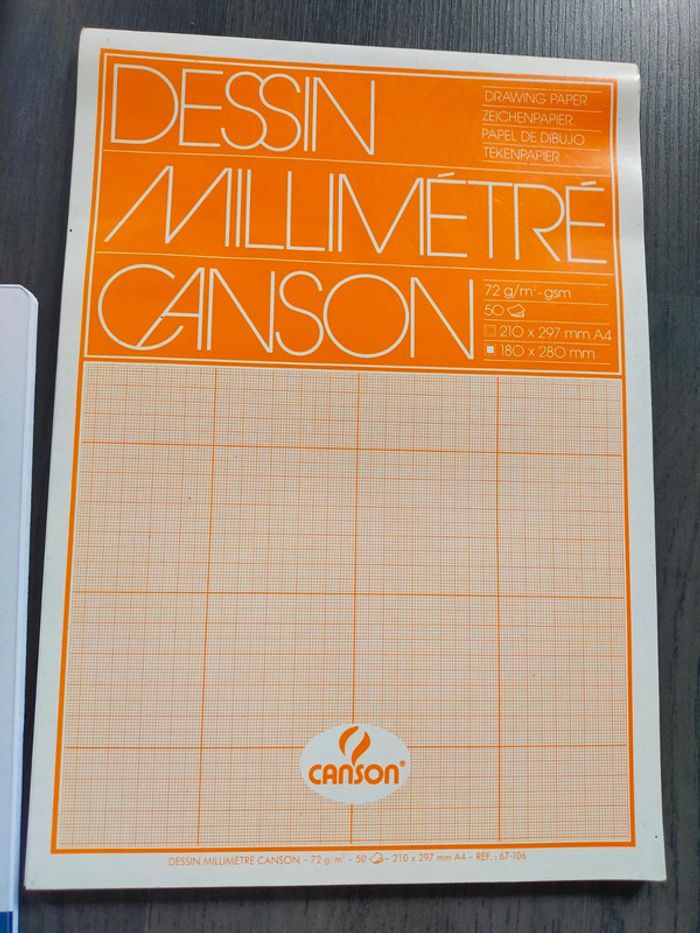 DESSIN
MILLIMÉTRÉ
CANSON
DRAWING PAPER
ZEICHENPAPIER
PAPEL DE DIBUJO
TEKENPAPIER
72 g/m² - gsm
50
210 x 297 mm A4
180 x 280 mm
CANSON®
DESSIN MILLIMÉTRÉ CANSON - 72 g/m² - 50 - 210 x 297 mm A4 - RÉF. : 67-106